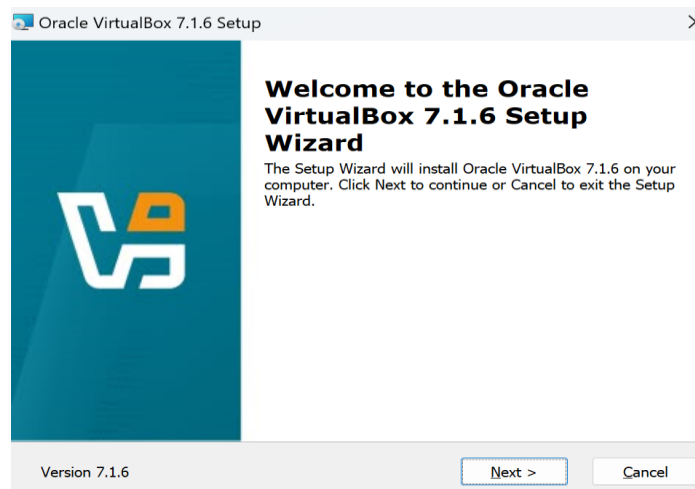 Oracle VirtualBox 7.1.6 Setup
Welcome to the Oracle
VirtualBox 7.1.6 Setup
Wizard
The Setup Wizard will install Oracle VirtualBox 7.1.6 on your
computer. Click Next to continue or Cancel to exit the Setup
Wizard.
Version 7.1.6
Next >
Cancel